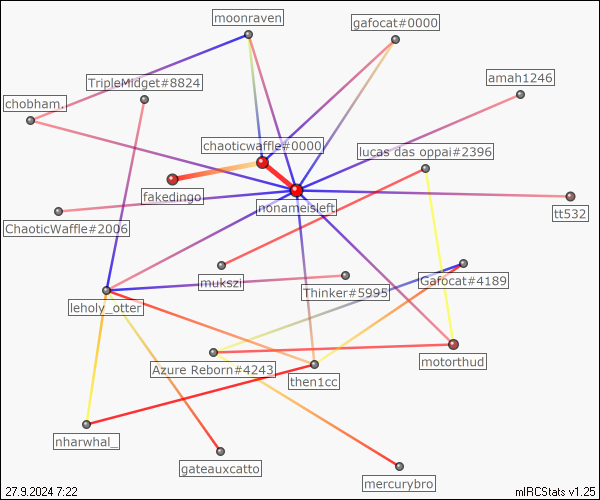 moonraven
gafocat#0000
TripleMidget#8824
amah1246
chobham.
chaoticwaffle#0000
lucas das oppai#2396
fakedingo
nonameisleft
ChaoticWaffle#2006
tt532
mukszi
Thinker#5995
Gafocat#4189
leholy_otter
motorthud
Azure Reborn#4243
then1cc
nharwhal_
gateauxcatto
mercurybro
27.9.2024 7:22
mIRCStats v1.25